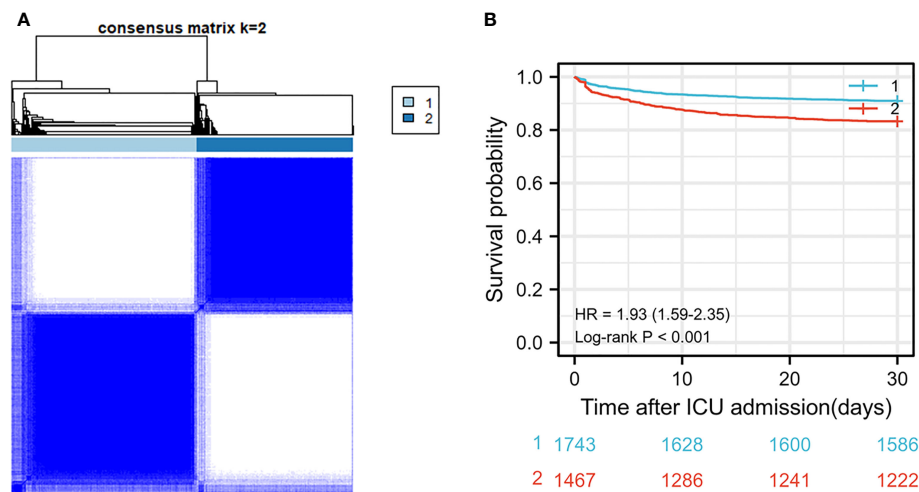 A
consensus matrix k=2
1
2
B
Survival probability
1.0
0.8
0.6
0.4
0.2
0.0
1
2
HR = 1.93 (1.59-2.35)
Log-rank P < 0.001
0 10 20 30
Time after ICU admission(days)
1 1743 1628 1600 1586
2 1467 1286 1241 1222